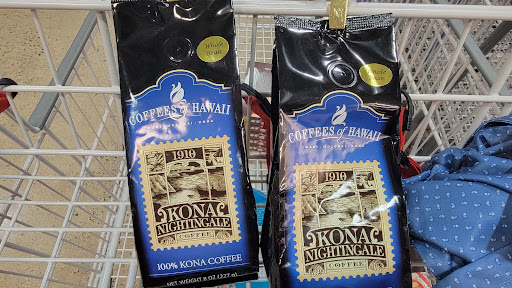 Whole
Bean
COFFEES of HAWAII
1910
KONA
NIGHTINGALE
COFFEE
100% KONA COFFEE
NET WEIGHT 8 OZ (227 g)
Whole
Bean
COFFEES of HAWAII
1910
KONA
NIGHTINGALE
COFFEE